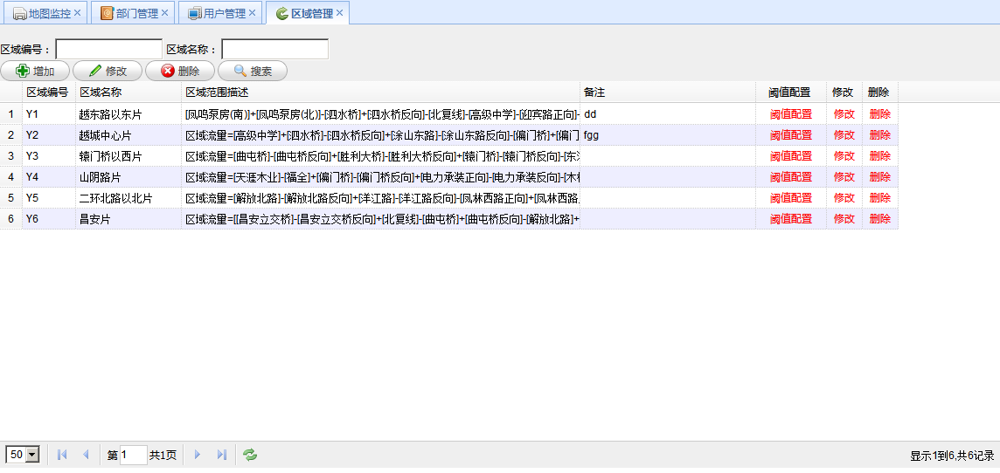 地图监控 部门管理 用户管理 区域管理
区域编号： 区域名称：
增加 修改 删除 搜索
区域编号 区域名称 区域范围描述 备注 阈值配置 修改 删除
1 Y1 越东路以东片 [凤鸣泵房(南)]+[凤鸣泵房(北)]-[泗水桥]+[泗水桥反向]-[北复线]-[高级中学]-[迎宾路正向]- dd 阈值配置 修改 删除
2 Y2 越城中心片 区域流量=[高级中学]+[泗水桥]-[泗水桥反向]+[涂山东路]-[涂山东路反向]-[偏门桥]+[偏门 fgg 阈值配置 修改 删除
3 Y3 辕门桥以西片 区域流量=[曲屯桥]-[曲屯桥反向]+[胜利大桥]-[胜利大桥反向]+[辕门桥]-[辕门桥反向]-[东 阈值配置 修改 删除
4 Y4 山阴路片 区域流量=[天涯木业]-[福全]+[偏门桥]-[偏门桥反向]+[电力承装正向]-[电力承装反向]-[木 阈值配置 修改 删除
5 Y5 二环北路以北片 区域流量=[解放北路]-[解放北路反向]+[洋江路]-[洋江路反向]-[凤林西路正向]+[凤林西路 阈值配置 修改 删除
6 Y6 昌安片 区域流量=[[昌安立交桥]-[昌安立交桥反向]+[北复线]-[曲屯桥]+[曲屯桥反向]-[解放北路]+ 阈值配置 修改 删除
50 第 1 共1页 显示1到6,共6记录